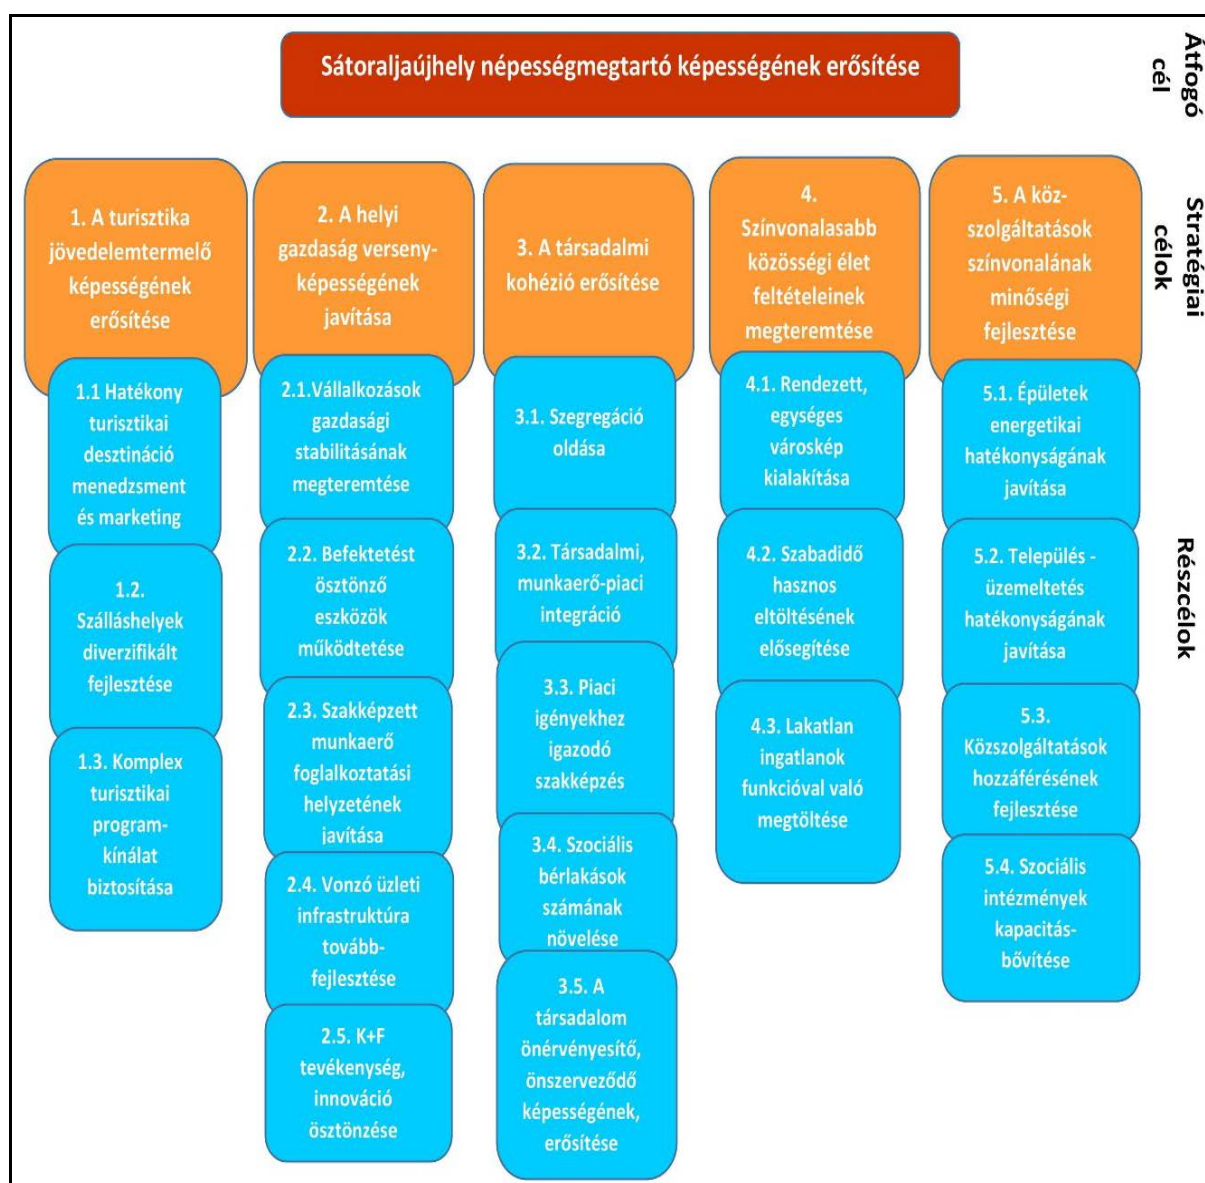 Sátoraljaújhely népességmegtartó képességének erősítése
Átfogó
cél
1. A turisztika
jövedelemtermelő
képességének
erősítése
2. A helyi
gazdaság verseny-
képességének
javítása
3. A társadalmi
kohézió erősítése
4.
Színvonalasabb
közösségi élet
feltételeinek
megteremtése
5. A köz-
szolgáltatások
színvonalának
minőségi
fejlesztése
Stratégiai
célok
1.1 Hatékony
turisztikai
desztináció
menedzsment
és marketing
1.2.
Szálláshelyek
diverzifikált
fejlesztése
1.3. Komplex
turisztikai
program-
kínálat
biztosítása
2.1.Vállalkozások
gazdasági
stabilitásának
megteremtése
2.2. Befektetést
ösztönző
eszközök
működtetése
2.3. Szakképzett
munkaerő
foglalkoztatási
helyzetének
javítása
2.4. Vonzó üzleti
infrastruktúra
tovább-
fejlesztése
2.5. K+F
tevékenység,
innováció
ösztönzése
3.1. Szegregáció
oldása
3.2. Társadalmi,
munkaerő-piaci
integráció
3.3. Piaci
igényekhez
igazodó
szakképzés
3.4. Szociális
bérlakások
számának
növelése
3.5. A
társadalom
önérvényesítő,
önszerveződő
képességének,
erősítése
4.1. Rendezett,
egységes
városkép
kialakítása
4.2. Szabadidő
hasznos
eltöltésének
elősegítése
4.3. Lakatlan
ingatlanok
funkcióval való
megtöltése
5.1. Épületek
energetikai
hatékonyságának
javítása
5.2. Település -
üzemeltetés
hatékonyságának
javítása
5.3.
Közszolgáltatások
hozzáférésének
fejlesztése
5.4. Szociális
intézmények
kapacitás-
bővítése
Részcélok